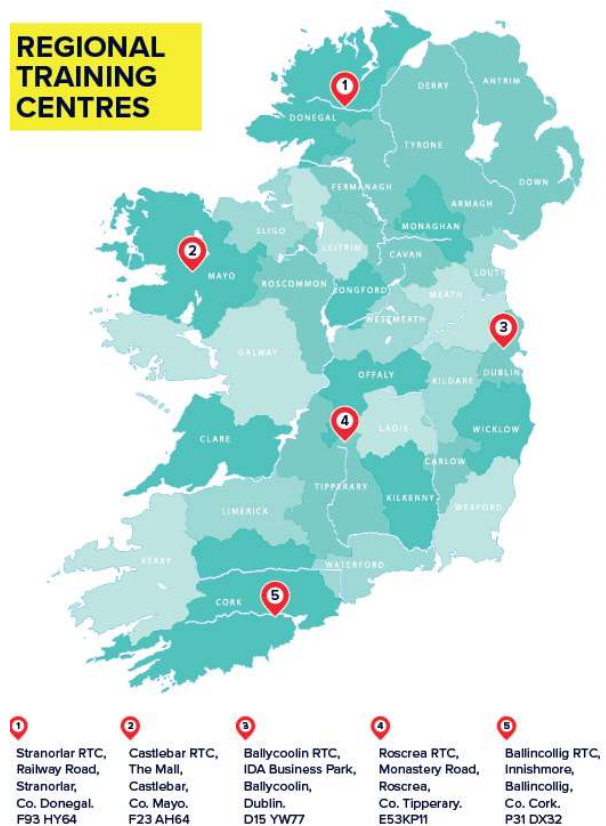 REGIONAL
TRAINING
CENTRES
1
DONEGAL
DERRY
ANTRIM
TYRONE
DOWN
FERMANAGH
ARMAGH
MONAGHAN
SLIGO
LEITRIM
CAVAN
LOUTH
2
MAYO
ROSCOMMON
LONGFORD
MEATH
WESTMEATH
3
GALWAY
OFFALY
KILDARE
DUBLIN
4
LAOIS
WICKLOW
CLARE
CARLOW
TIPPERARY
KILKENNY
LIMERICK
WEXFORD
KERRY
WATERFORD
5
CORK
1
Stranorlar RTC,
Railway Road,
Stranorlar,
Co. Donegal.
F93 HY64
2
Castlebar RTC,
The Mall,
Castlebar,
Co. Mayo.
F23 AH64
3
Ballycoolin RTC,
IDA Business Park,
Ballycoolin,
Dublin.
D15 YW77
4
Roscrea RTC,
Monastery Road,
Roscrea,
Co. Tipperary.
E53KP11
5
Ballincollig RTC,
Innishmore,
Ballincollig,
Co. Cork.
P31 DX32